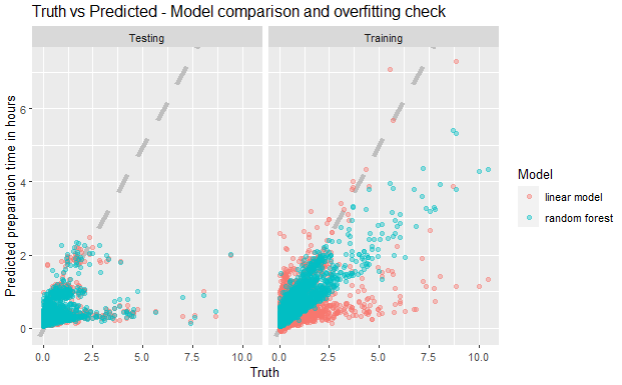 Truth vs Predicted - Model comparison and overfitting check
Testing
Training
Predicted preparation time in hours
6
4
2
0
0.0 2.5 5.0 7.5 10.0
0.0 2.5 5.0 7.5 10.0
Truth
Model
linear model
random forest